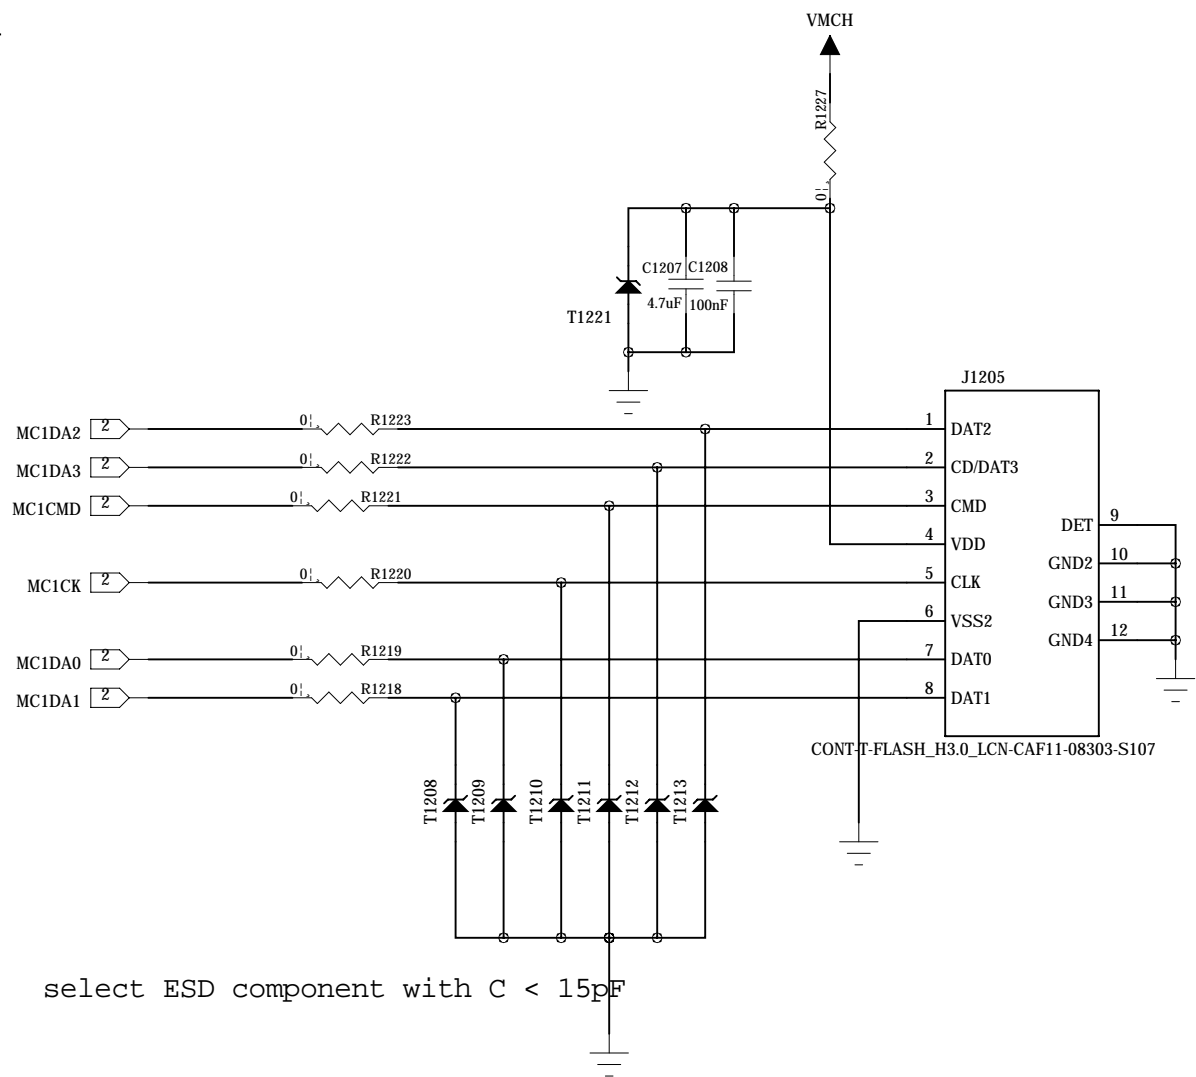 VMCH
R1227
0¦¸
C1207 C1208
4.7uF 100nF
T1221
J1205
MC1DA2 2 0¦¸ R1223 1 DAT2
MC1DA3 2 0¦¸ R1222 2 CD/DAT3
MC1CMD 2 0¦¸ R1221 3 CMD
DET 9
4 VDD
GND2 10
MC1CK 2 0¦¸ R1220 5 CLK
GND3 11
6 VSS2
GND4 12
MC1DA0 2 0¦¸ R1219 7 DAT0
MC1DA1 2 0¦¸ R1218 8 DAT1
CONT-T-FLASH_H3.0_LCN-CAF11-08303-S107
T1208
T1209
T1210
T1211
T1212
T1213
select ESD component with C < 15pF